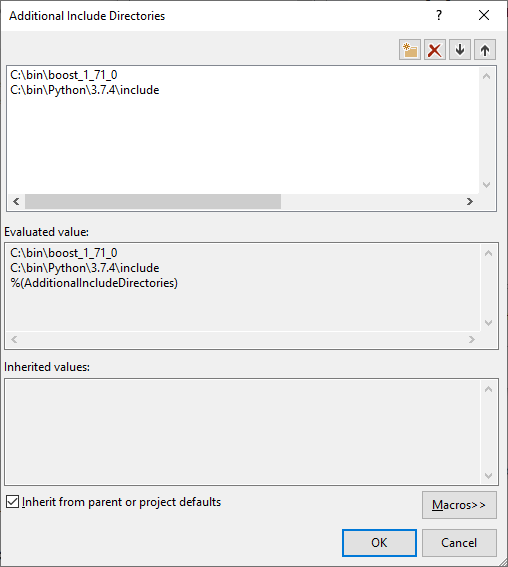 Additional Include Directories
?
C:\bin\boost_1_71_0
C:\bin\Python\3.7.4\include
Evaluated value:
C:\bin\boost_1_71_0
C:\bin\Python\3.7.4\include
%(AdditionalIncludeDirectories)
Inherited values:
Inherit from parent or project defaults
Macros>>
OK
Cancel